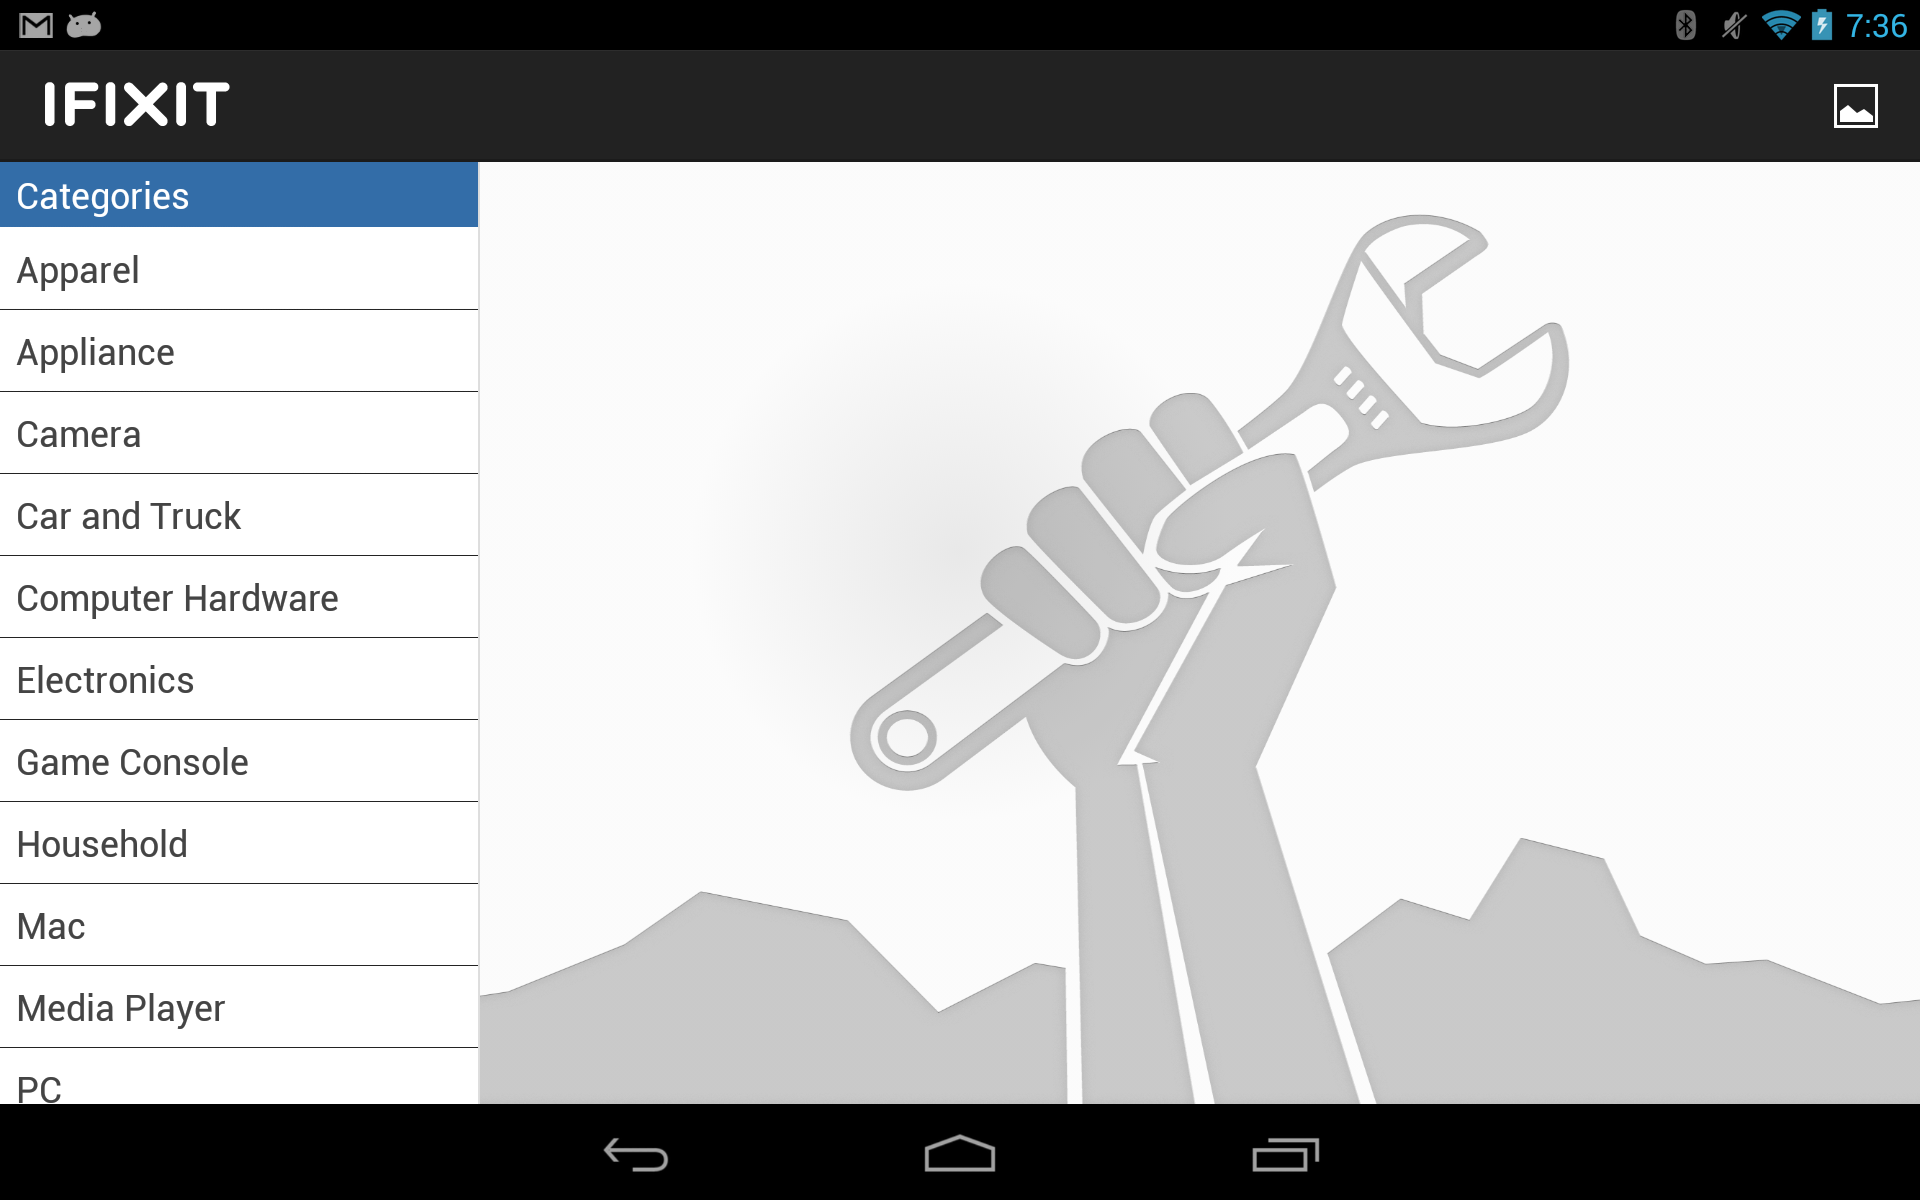 7:36
IFIXIT
Categories
Apparel
Appliance
Camera
Car and Truck
Computer Hardware
Electronics
Game Console
Household
Mac
Media Player
PC